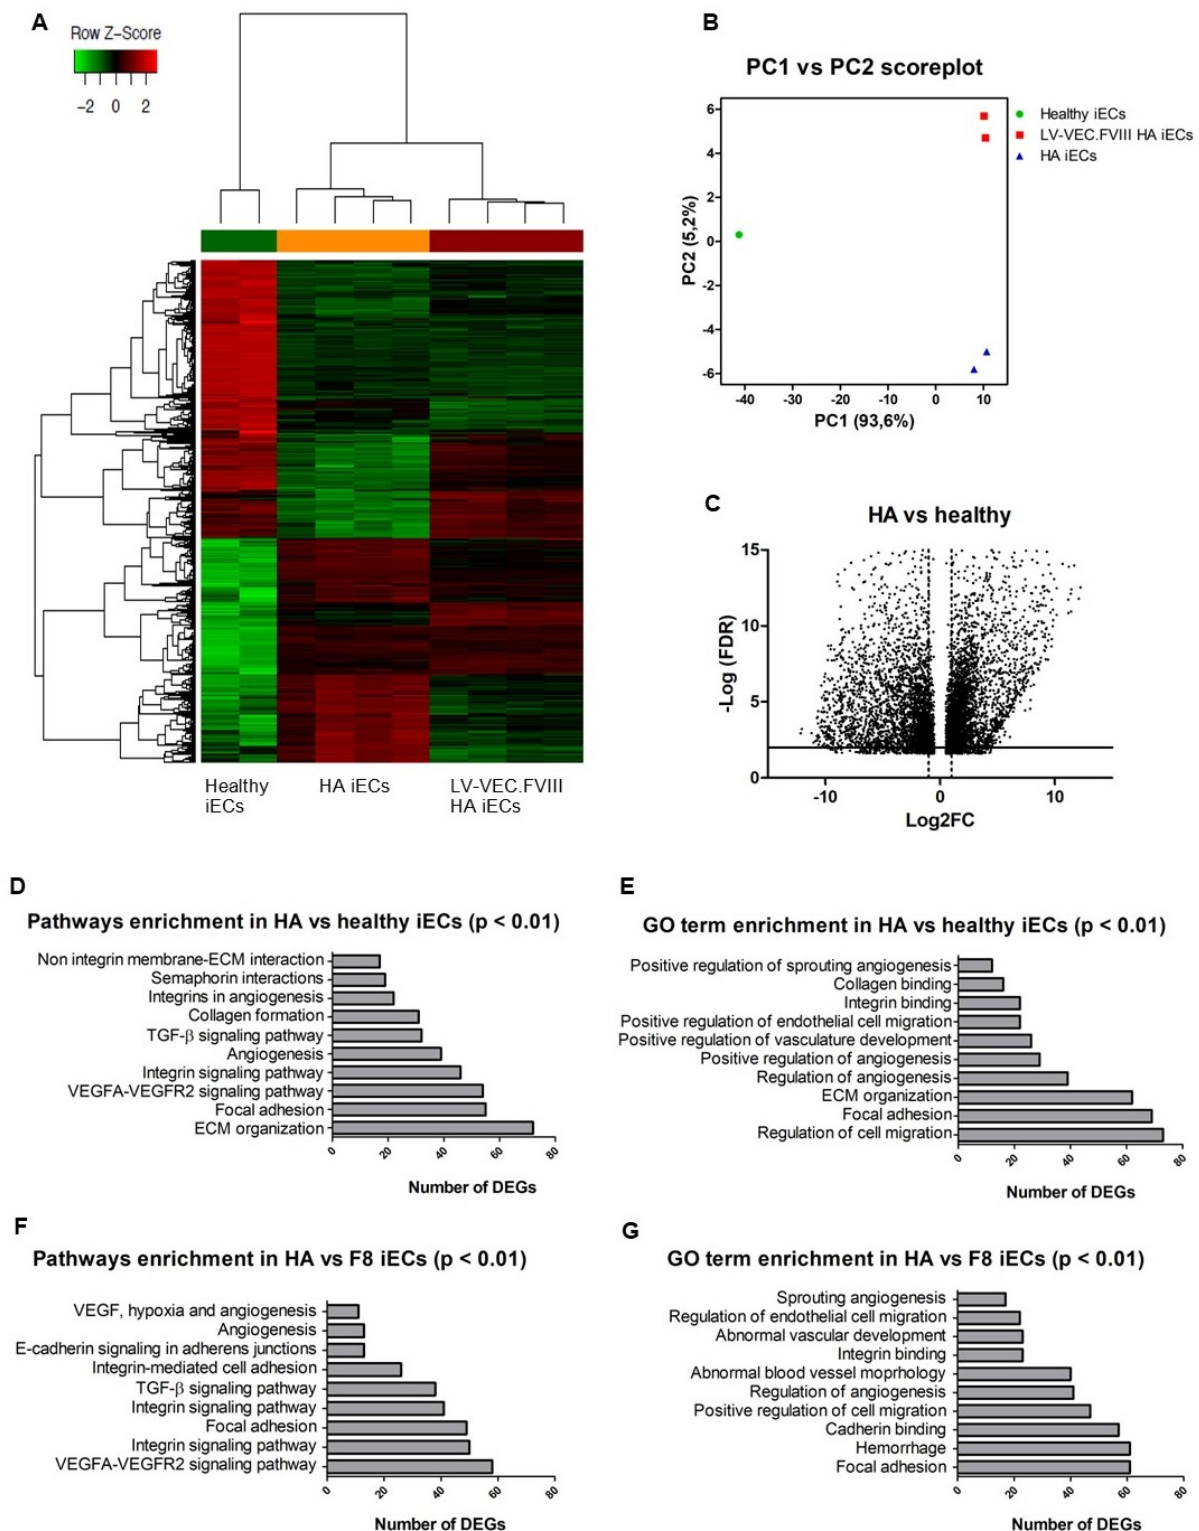 A
Row Z-Score
-2 0 2
Healthy iECs
HA iECs
LV-VEC.FVIII HA iECs
B
PC1 vs PC2 scoreplot
PC2 (5,2%)
6
4
2
0
-2
-4
-6
-40 -30 -20 -10 0 10
PC1 (93,6%)
Healthy iECs
LV-VEC.FVIII HA iECs
HA iECs
C
HA vs healthy
-Log (FDR)
15
10
5
0
-10 0 10
Log2FC
D
Pathways enrichment in HA vs healthy iECs (p < 0.01)
Non integrin membrane-ECM interaction
Semaphorin interactions
Integrins in angiogenesis
Collagen formation
TGF-β signaling pathway
Angiogenesis
Integrin signaling pathway
VEGFA-VEGFR2 signaling pathway
Focal adhesion
ECM organization
0 20 40 60 80
Number of DEGs
E
GO term enrichment in HA vs healthy iECs (p < 0.01)
Positive regulation of sprouting angiogenesis
Collagen binding
Integrin binding
Positive regulation of endothelial cell migration
Positive regulation of vasculature development
Positive regulation of angiogenesis
Regulation of angiogenesis
ECM organization
Focal adhesion
Regulation of cell migration
0 20 40 60 80
Number of DEGs
F
Pathways enrichment in HA vs F8 iECs (p < 0.01)
VEGF, hypoxia and angiogenesis
Angiogenesis
E-cadherin signaling in adherens junctions
Integrin-mediated cell adhesion
TGF-β signaling pathway
Integrin signaling pathway
Focal adhesion
Integrin signaling pathway
VEGFA-VEGFR2 signaling pathway
0 20 40 60 80
Number of DEGs
G
GO term enrichment in HA vs F8 iECs (p < 0.01)
Sprouting angiogenesis
Regulation of endothelial cell migration
Abnormal vascular development
Integrin binding
Abnormal blood vessel moprhology
Regulation of angiogenesis
Positive regulation of cell migration
Cadherin binding
Hemorrhage
Focal adhesion
0 20 40 60 80
Number of DEGs